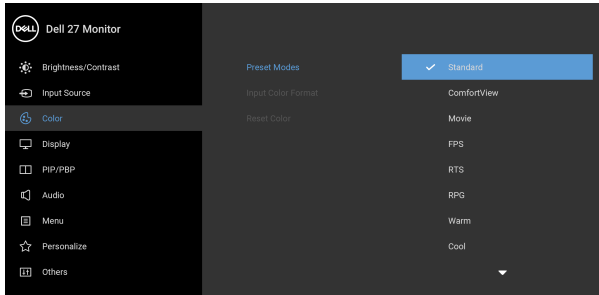 DELL Dell 27 Monitor
Brightness/Contrast
Input Source
Color
Display
PIP/PBP
Audio
Menu
Personalize
Others
Preset Modes
Input Color Format
Reset Color
Standard
ComfortView
Movie
FPS
RTS
RPG
Warm
Cool